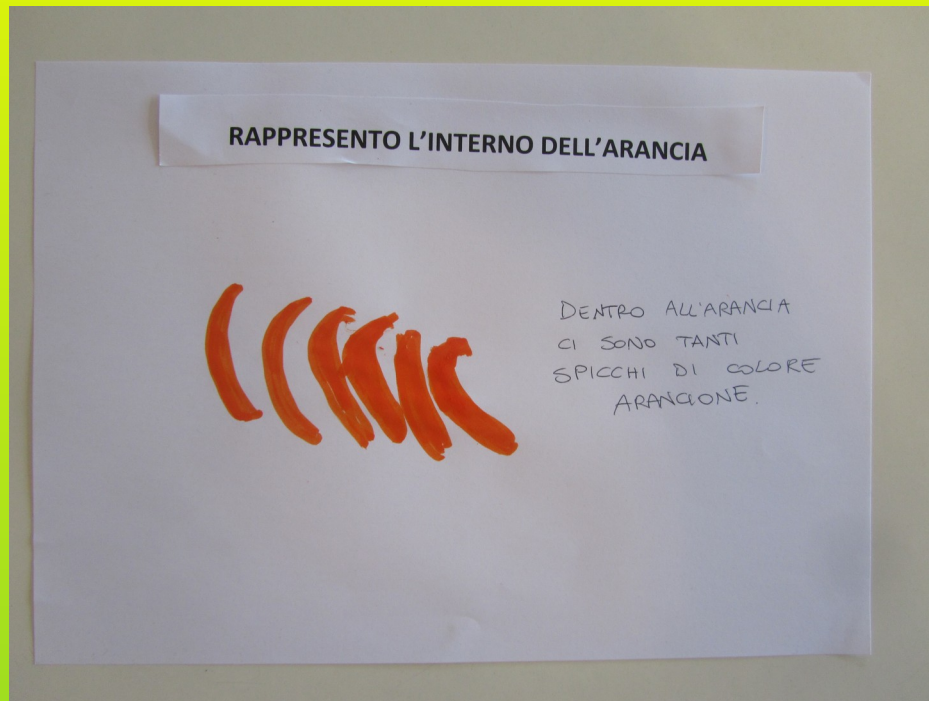 RAPPRESENTO L'INTERNO DELL'ARANCIA
DENTRO ALL'ARANCIA
CI SONO TANTI
SPICCHI DI COLORE
ARANCIONE.